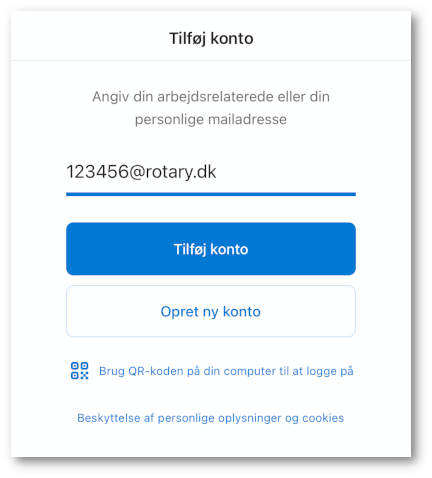 Tilføj konto
Angiv din arbejdsrelaterede eller din
personlige mailadresse
123456@rotary.dk
Tilføj konto
Opret ny konto
Brug QR-koden på din computer til at logge på
Beskyttelse af personlige oplysninger og cookies